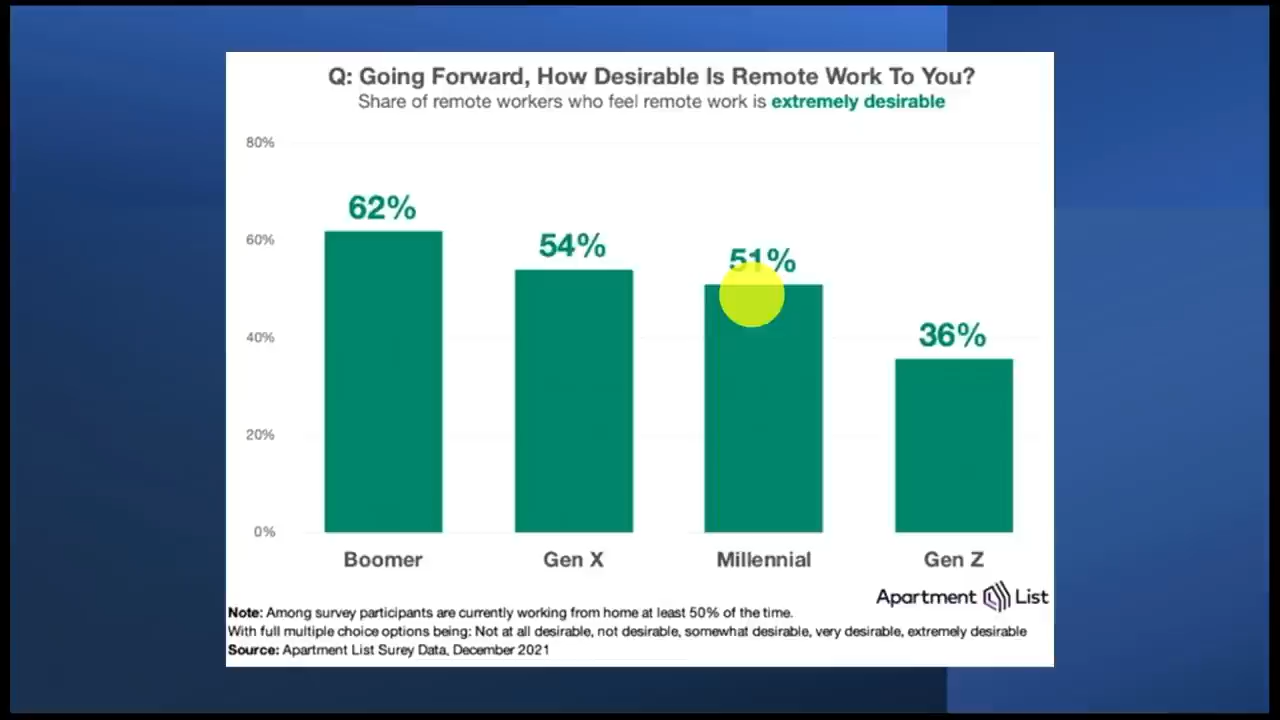 Q: Going Forward, How Desirable Is Remote Work To You?
Share of remote workers who feel remote work is extremely desirable
80%
62%
60%
54%
51%
40%
36%
20%
0%
Boomer
Gen X
Millennial
Gen Z
Apartment List
Note: Among survey participants are currently working from home at least 50% of the time.
With full multiple choice options being: Not at all desirable, not desirable, somewhat desirable, very desirable, extremely desirable
Source: Apartment List Surey Data, December 2021